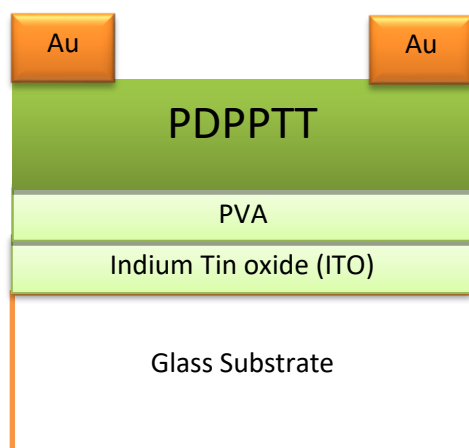 Au
Au
PDPPTT
PVA
Indium Tin oxide (ITO)
Glass Substrate